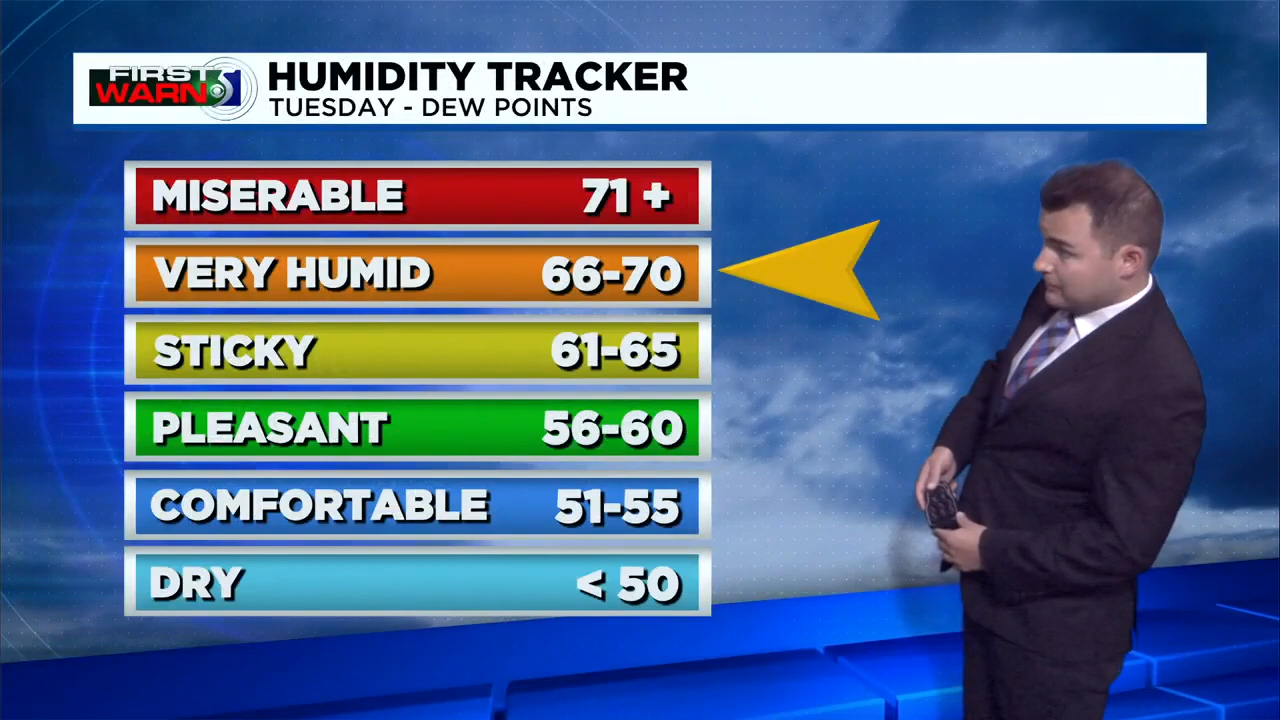 FIRST
WARN 5
HUMIDITY TRACKER
TUESDAY - DEW POINTS
MISERABLE 71 +
VERY HUMID 66-70
STICKY 61-65
PLEASANT 56-60
COMFORTABLE 51-55
DRY < 50